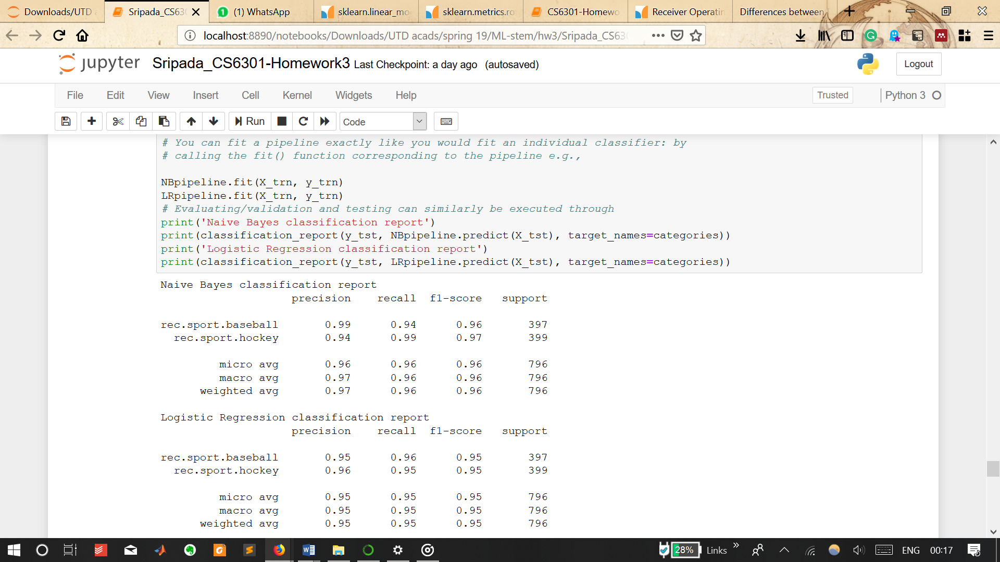 Downloads/UTD
Sripada_CS63
(1) WhatsApp
sklearn.linear_mo
sklearn.metrics.ro
CS6301-Homewo
Receiver Operatin
Differences between
localhost:8890/notebooks/Downloads/UTD acads/spring 19/ML-stem/hw3/Sripada_CS630
jupyter Sripada_CS6301-Homework3 Last Checkpoint: a day ago (autosaved)
Logout
File Edit View Insert Cell Kernel Widgets Help
Trusted Python 3
Run Code
# You can fit a pipeline exactly like you would fit an individual classifier: by
# calling the fit() function corresponding to the pipeline e.g.,
NBpipeline.fit(X_trn, y_trn)
LRpipeline.fit(X_trn, y_trn)
# Evaluating/validation and testing can similarly be executed through
print('Naive Bayes classification report')
print(classification_report(y_tst, NBpipeline.predict(X_tst), target_names=categories))
print('Logistic Regression classification report')
print(classification_report(y_tst, LRpipeline.predict(X_tst), target_names=categories))
Naive Bayes classification report
precision recall f1-score support
rec.sport.baseball 0.99 0.94 0.96 397
rec.sport.hockey 0.94 0.99 0.97 399
micro avg 0.96 0.96 0.96 796
macro avg 0.97 0.96 0.96 796
weighted avg 0.97 0.96 0.96 796
Logistic Regression classification report
precision recall f1-score support
rec.sport.baseball 0.95 0.96 0.95 397
rec.sport.hockey 0.96 0.95 0.95 399
micro avg 0.95 0.95 0.95 796
macro avg 0.95 0.95 0.95 796
weighted avg 0.95 0.95 0.95 796
28% Links ENG 00:17